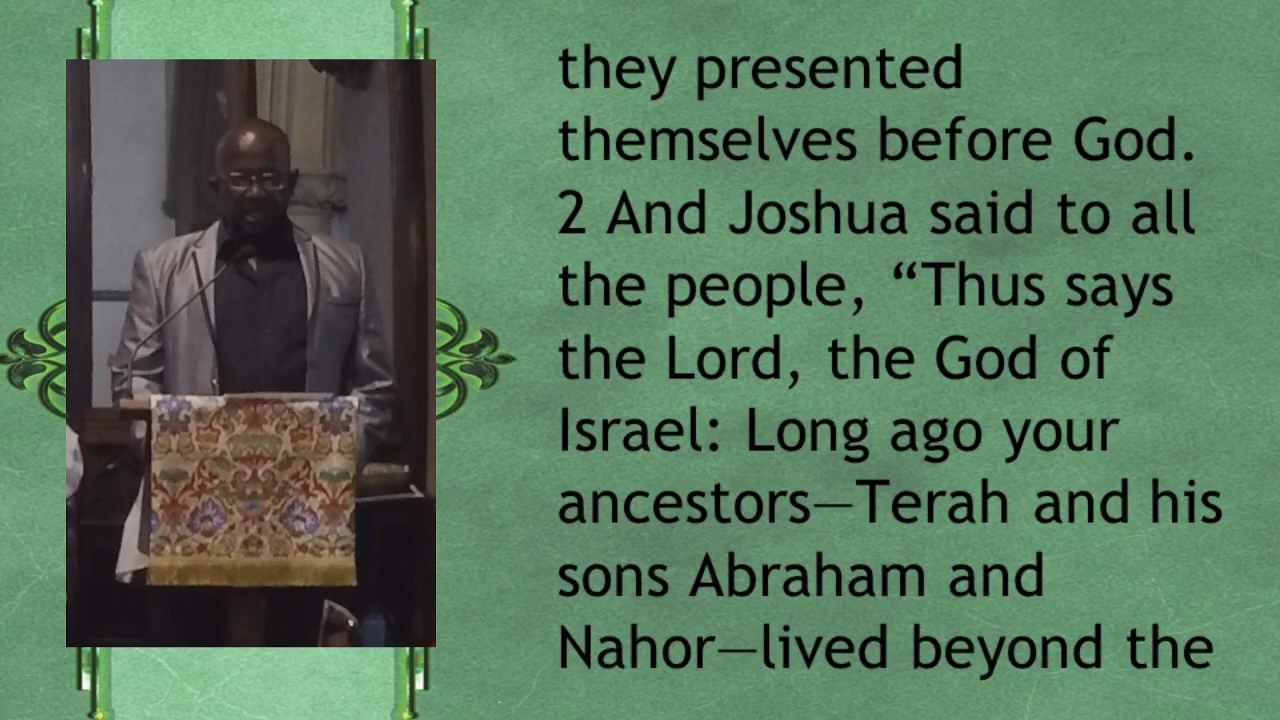 they presented
themselves before God.
2 And Joshua said to all
the people, “Thus says
the Lord, the God of
Israel: Long ago your
ancestors—Terah and his
sons Abraham and
Nahor—lived beyond the